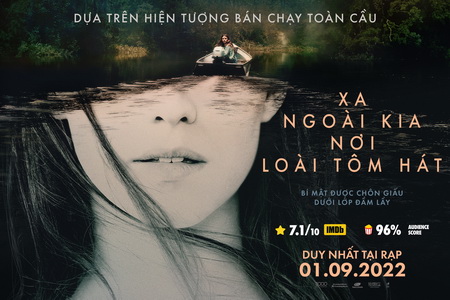 DỰA TRÊN HIỆN TƯỢNG BÁN CHẠY TOÀN CẦU
XA
NGOÀI KIA
NƠI
LOÀI TÔM HÁT
BÍ MẬT ĐƯỢC CHÔN GIẤU
DƯỚI LỚP ĐẦM LẦY
7.1/10 IMDb 96% AUDIENCE
SCORE
DUY NHẤT TẠI RẠP
01.09.2022